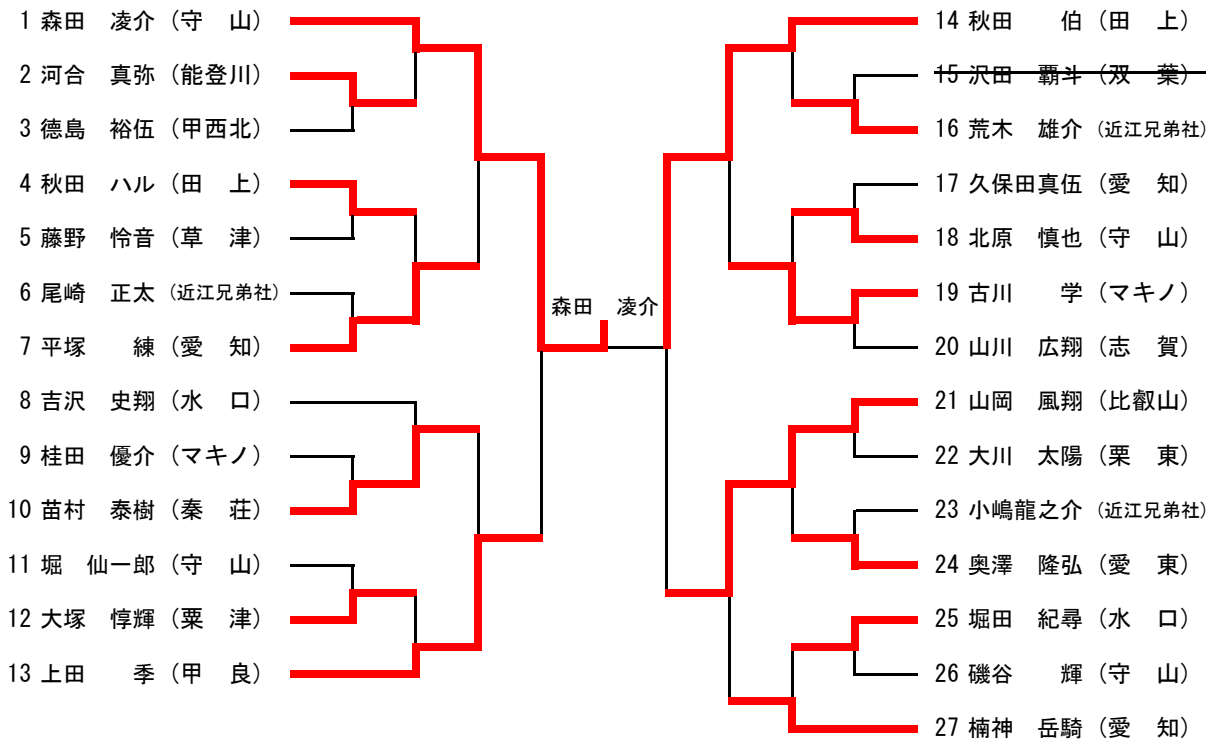 1 森田　凌介（守　山）
2 河合　真弥（能登川）
3 德島　裕伍（甲西北）
4 秋田　ハル（田　上）
5 藤野　怜音（草　津）
6 尾崎　正太（近江兄弟社）
7 平塚　　練（愛　知）
8 吉沢　史翔（水　口）
9 桂田　優介（マキノ）
10 苗村　泰樹（秦　荘）
11 堀　仙一郎（守　山）
12 大塚　惇輝（粟　津）
13 上田　　季（甲　良）
森田　凌介
14 秋田　　伯（田　上）
15 沢田　覇斗（双　葉）
16 荒木　雄介（近江兄弟社）
17 久保田真伍（愛　知）
18 北原　慎也（守　山）
19 古川　　学（マキノ）
20 山川　広翔（志　賀）
21 山岡　風翔（比叡山）
22 大川　太陽（栗　東）
23 小嶋龍之介（近江兄弟社）
24 奥澤　隆弘（愛　東）
25 堀田　紀尋（水　口）
26 磯谷　　輝（守　山）
27 楠神　岳騎（愛　知）